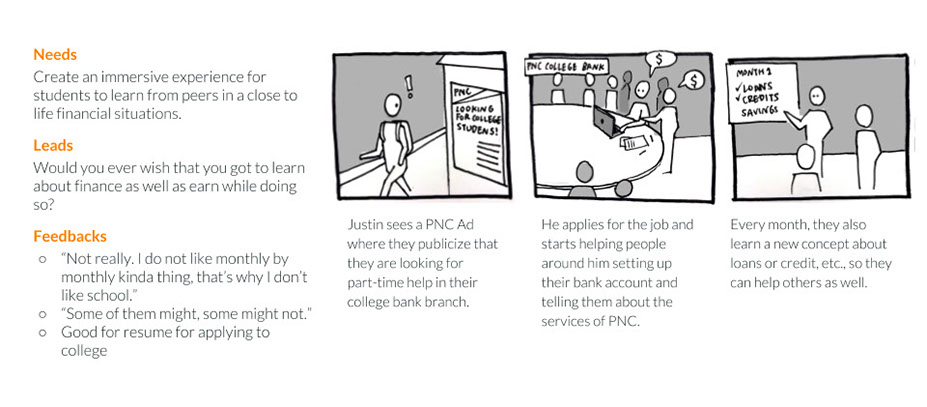 Needs
Create an immersive experience for
students to learn from peers in a close to
life financial situations.
Leads
Would you ever wish that you got to learn
about finance as well as earn while doing
so?
Feedbacks
○ “Not really. I do not like monthly by
monthly kinda thing, that’s why I don’t
like school.”
○ “Some of them might, some might not.”
○ Good for resume for applying to
college
!
PNC
LOOKING
FOR COLLEGE
STUDENS!
Justin sees a PNC Ad
where they publicize that
they are looking for
part-time help in their
college bank branch.
PNC COLLEGE BANK
$
$
He applies for the job and
starts helping people
around him setting up
their bank account and
telling them about the
services of PNC.
MONTH 1
✓LOANS
✓CREDITS
SAVINGS
Every month, they also
learn a new concept about
loans or credit, etc., so they
can help others as well.